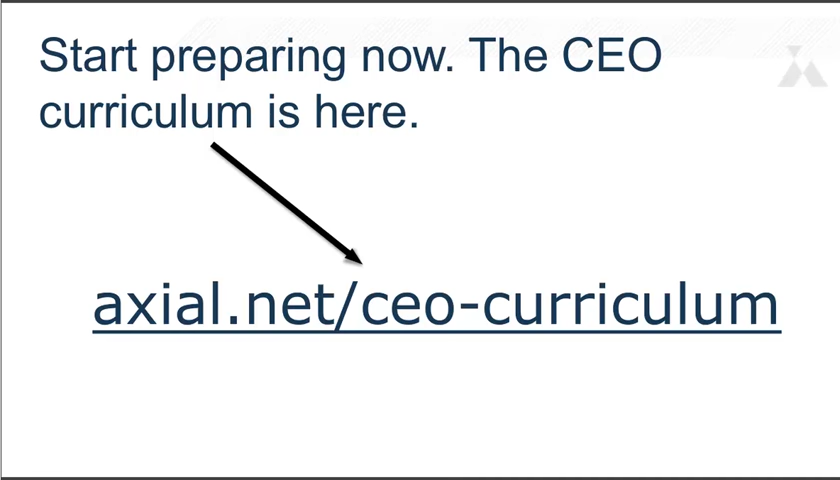 Start preparing now. The CEO
curriculum is here.
axial.net/ceo-curriculum